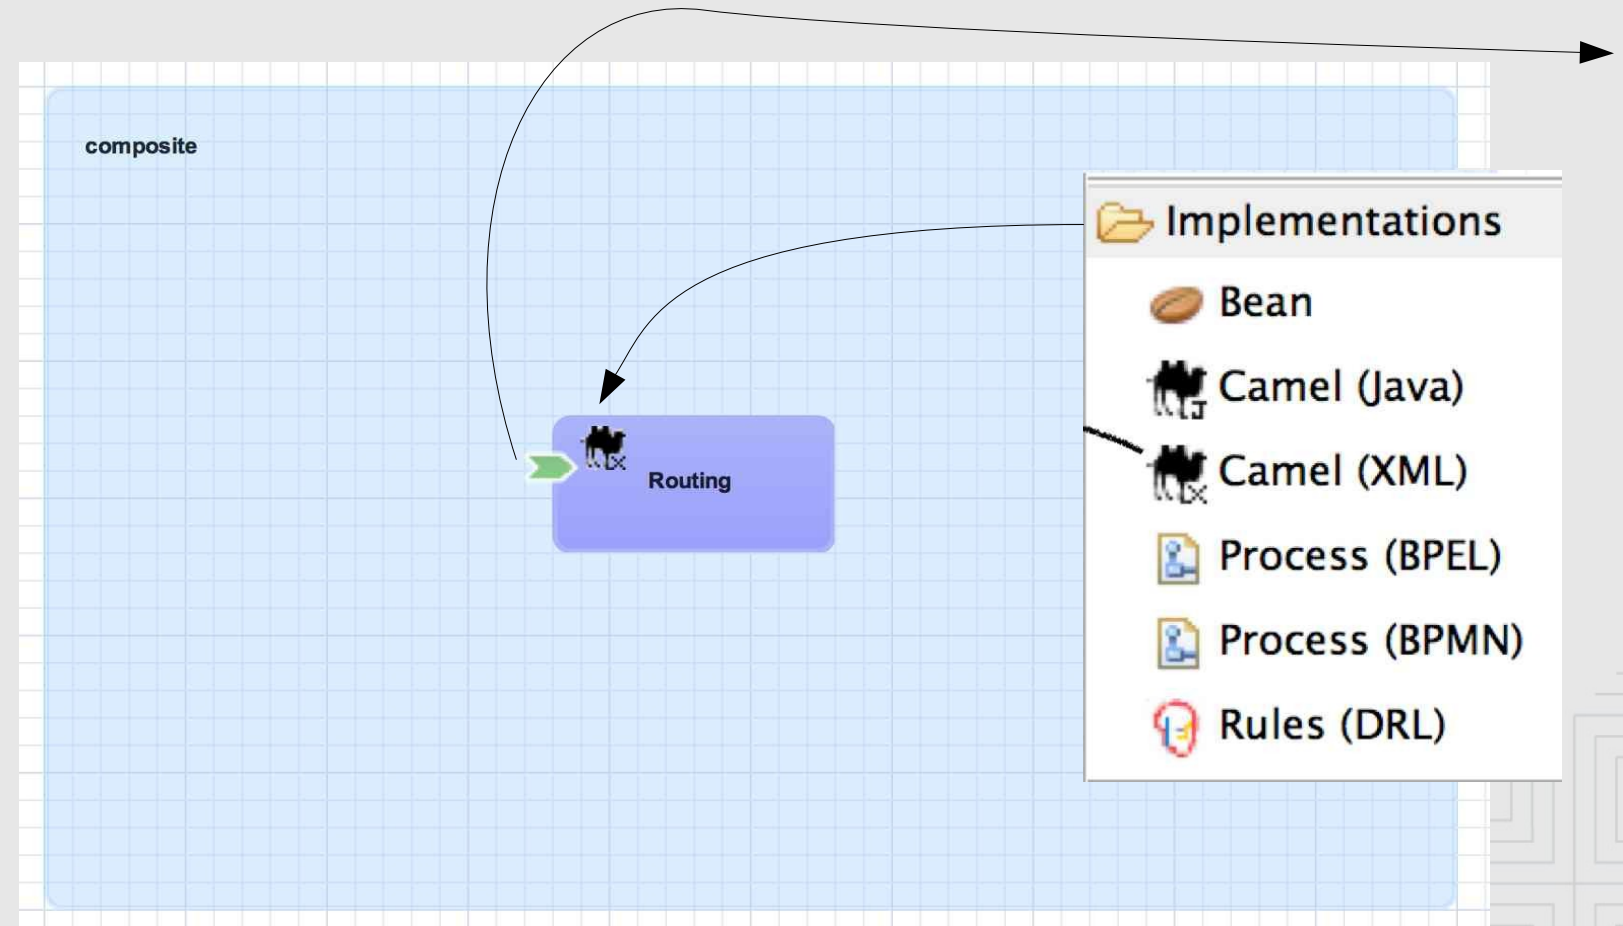 composite
Implementations
Bean
Camel (Java)
Camel (XML)
Routing
Process (BPEL)
Process (BPMN)
Rules (DRL)